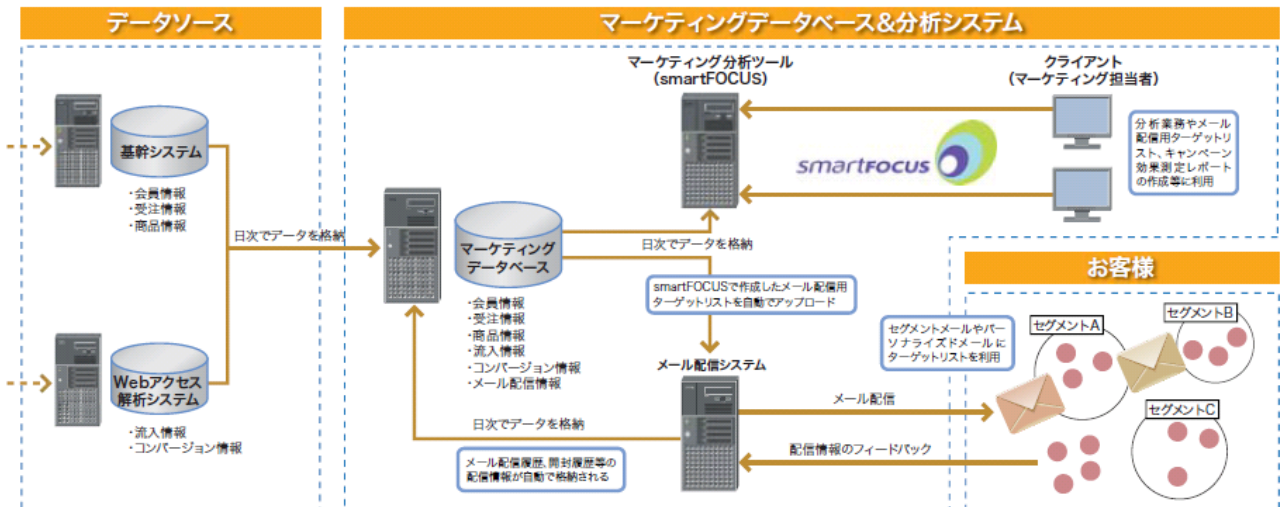 データソース
マーケティングデータベース&分析システム
基幹システム
・会員情報
・受注情報
・商品情報
Webアクセス
解析システム
・流入情報
・コンバージョン情報
日次でデータを格納
マーケティング
データベース
・会員情報
・受注情報
・商品情報
・流入情報
・コンバージョン情報
・メール配信情報
マーケティング分析ツール
(smartFOCUS)
クライアント
(マーケティング担当者)
smartFOCUS
分析業務やメール
配信用ターゲットリ
スト、キャンペーン
効果測定レポート
の作成等に利用
日次でデータを格納
smartFOCUSで作成したメール配信用
ターゲットリストを自動でアップロード
メール配信システム
日次でデータを格納
メール配信履歴、開封履歴等の
配信情報が自動で格納される
メール配信
配信情報のフィードバック
お客様
セグメントメールやパー
ソナライズドメールに
ターゲットリストを利用
セグメントA
セグメントB
セグメントC